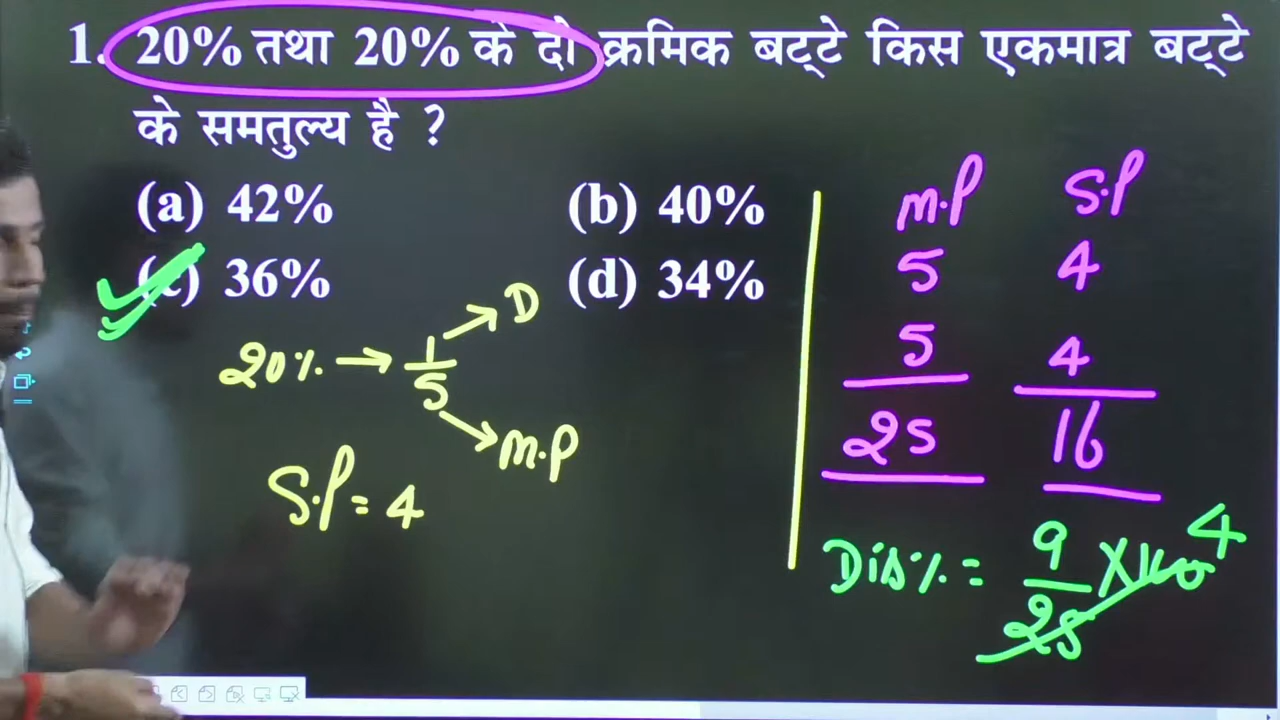 1. 20% तथा 20% के दो क्रमिक बट्टे किस एकमात्र बट्टे
के समतुल्य है ?
(a) 42% (b) 40%
(c) 36% (d) 34%
20% → 1/5
D
M.P
S.P = 4
M.P S.P
5 4
5 4
25 16
Dis% = 9/25 × 100 4